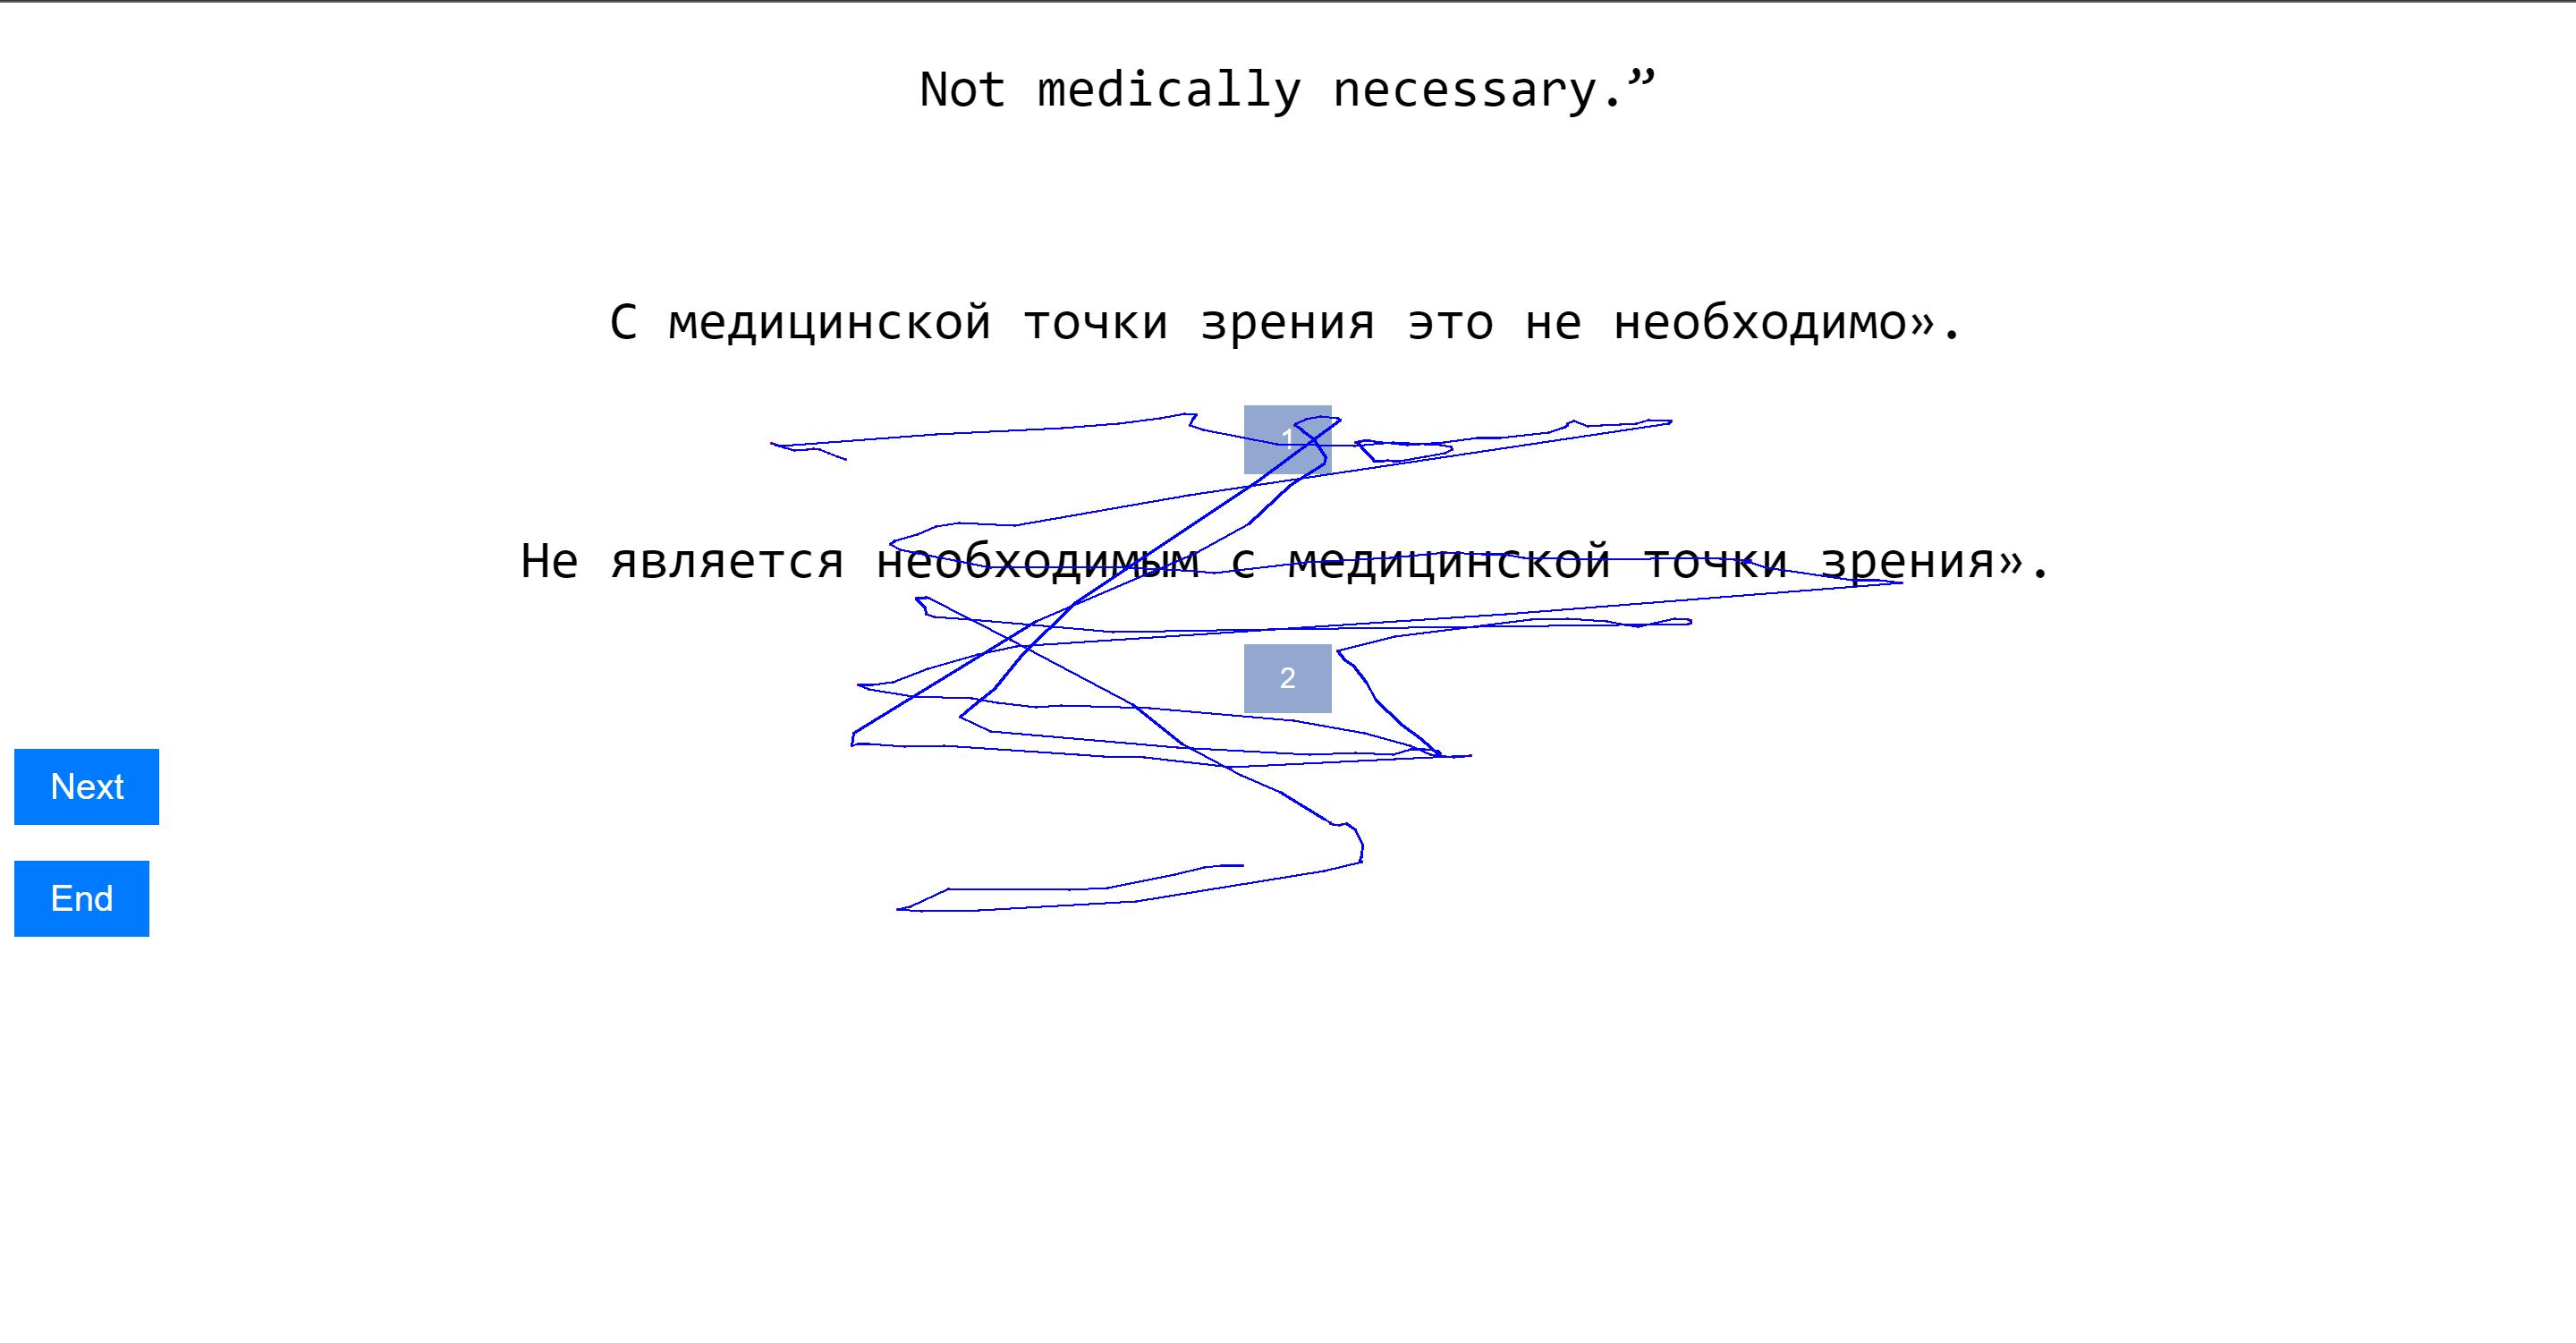 Not medically necessary.”
С медицинской точки зрения это не необходимо».
1
Не является необходимым с медицинской точки зрения».
2
Next
End